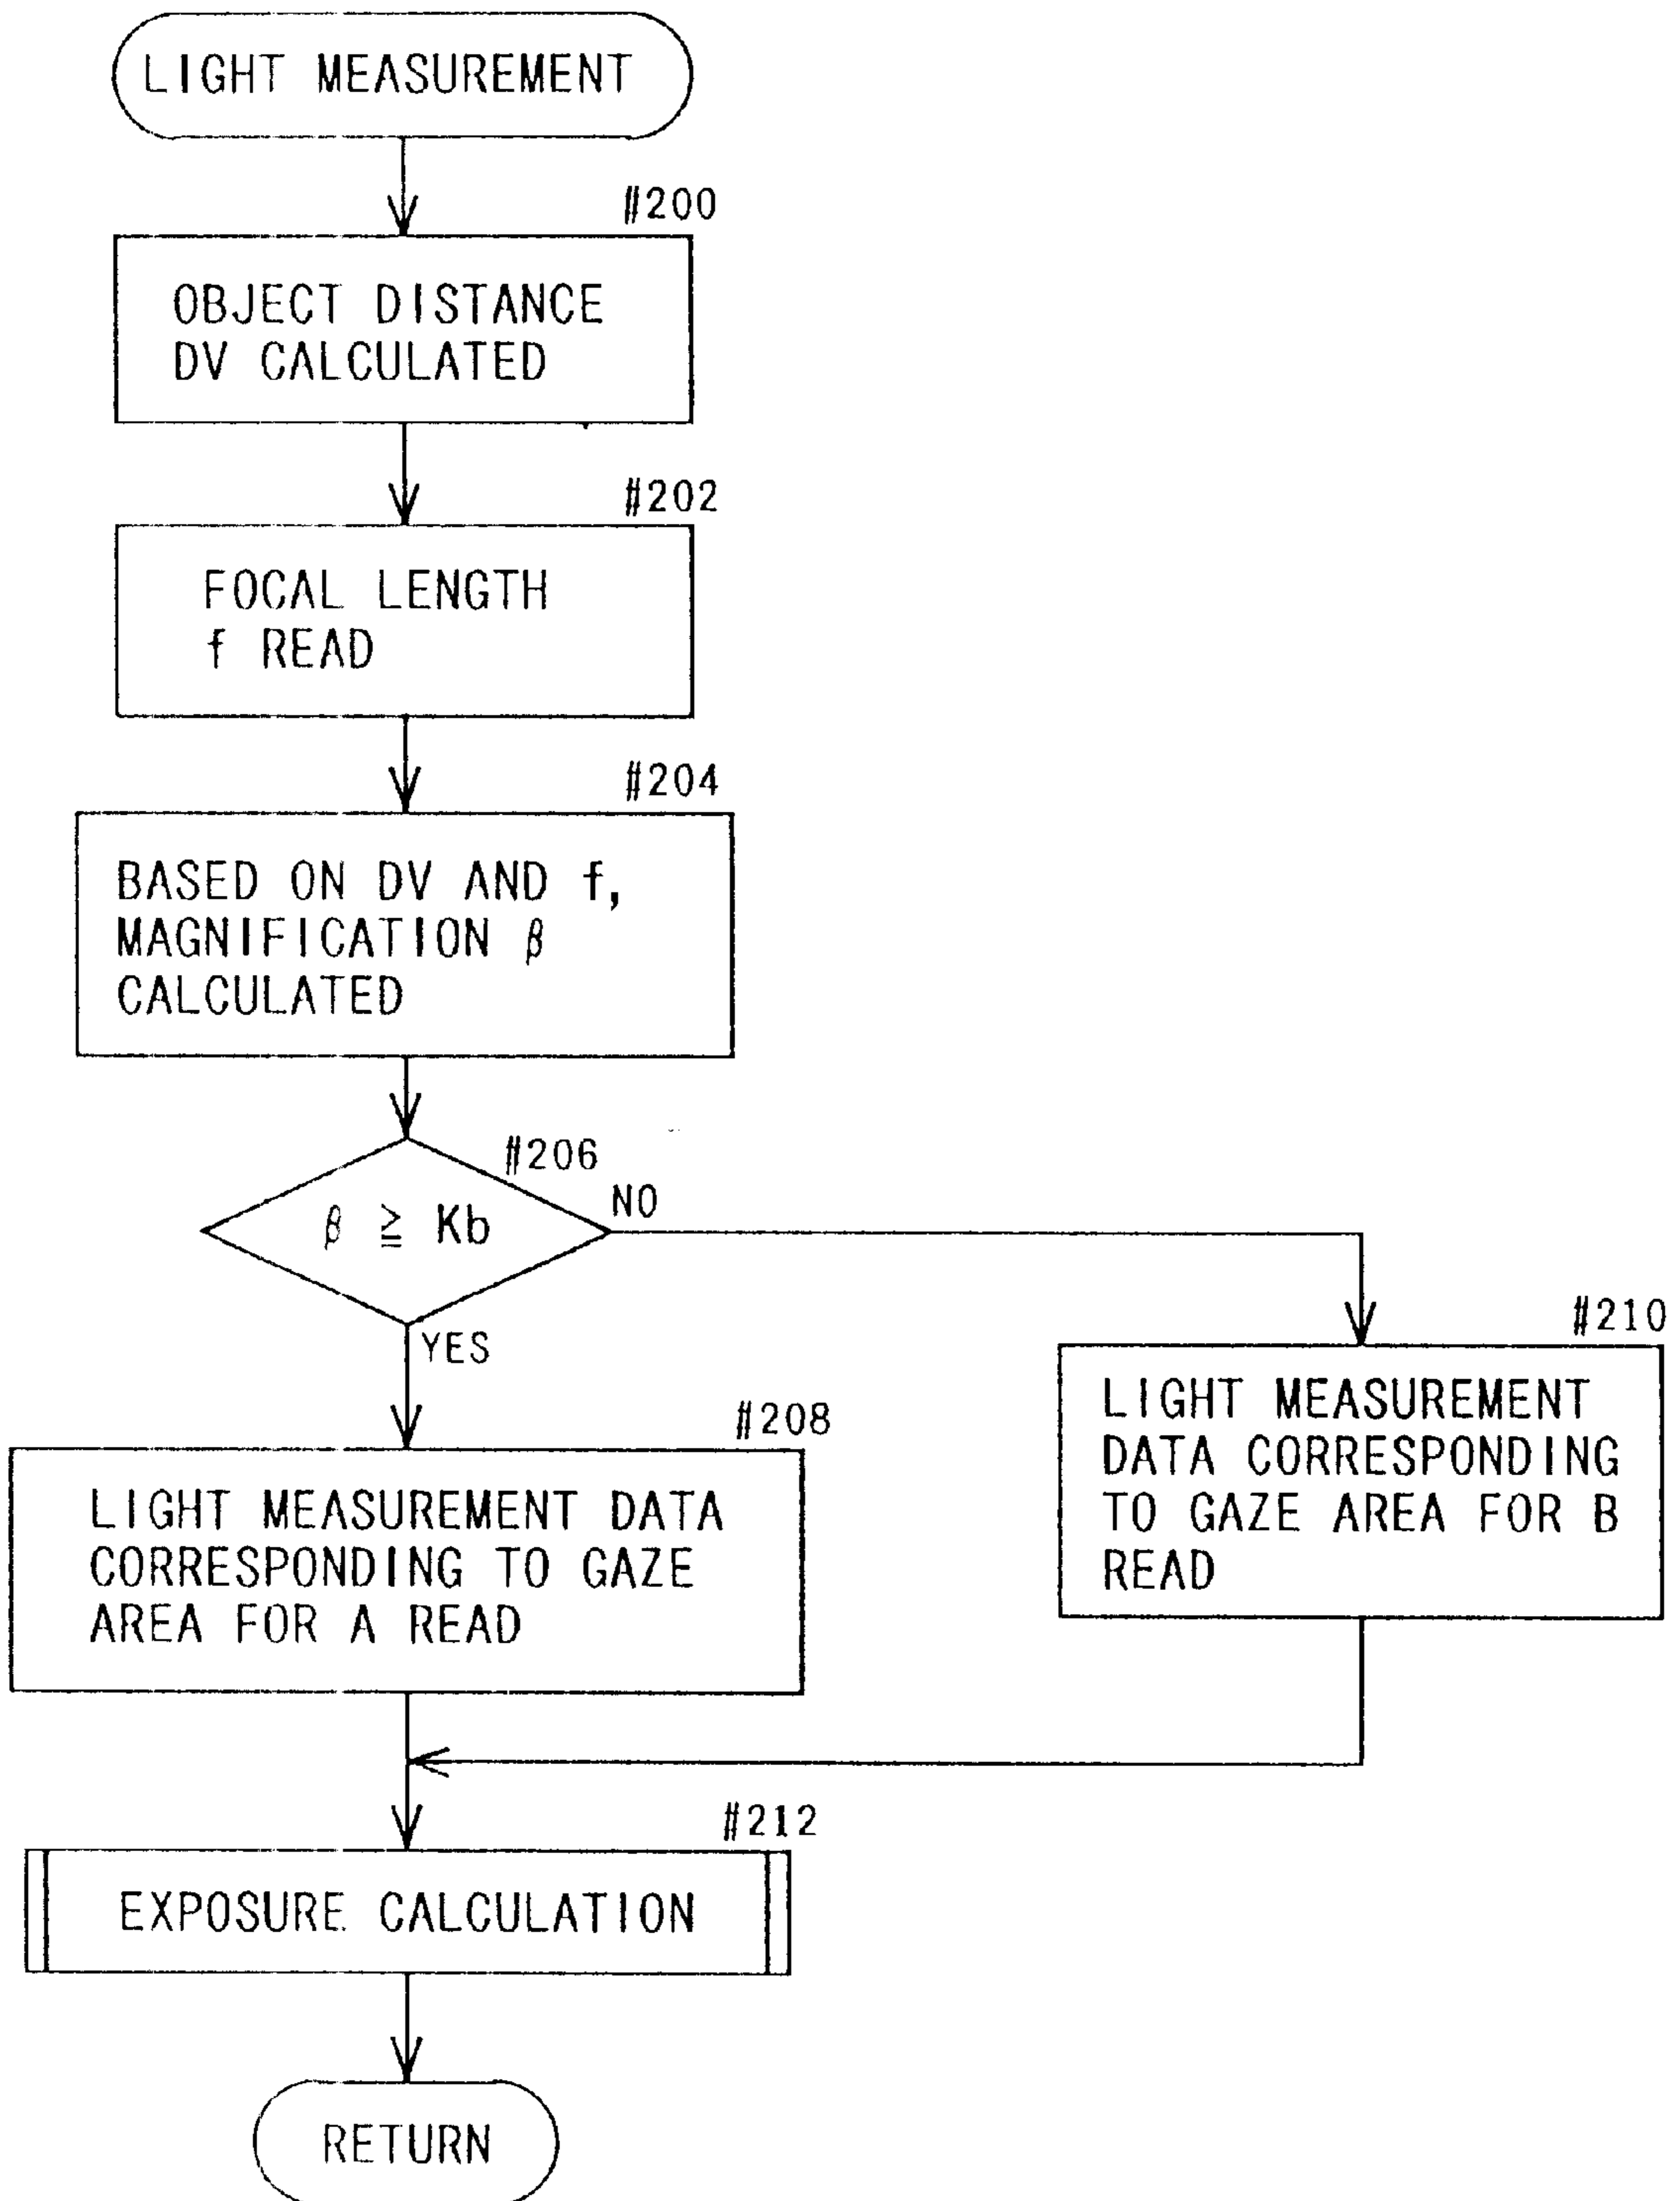 LIGHT MEASUREMENT
#200
OBJECT DISTANCE
DV CALCULATED
#202
FOCAL LENGTH
f READ
#204
BASED ON DV AND f,
MAGNIFICATION β
CALCULATED
#206
β ≧ Kb
NO
YES
#208
LIGHT MEASUREMENT DATA
CORRESPONDING TO GAZE
AREA FOR A READ
#210
LIGHT MEASUREMENT
DATA CORRESPONDING
TO GAZE AREA FOR B
READ
#212
EXPOSURE CALCULATION
RETURN